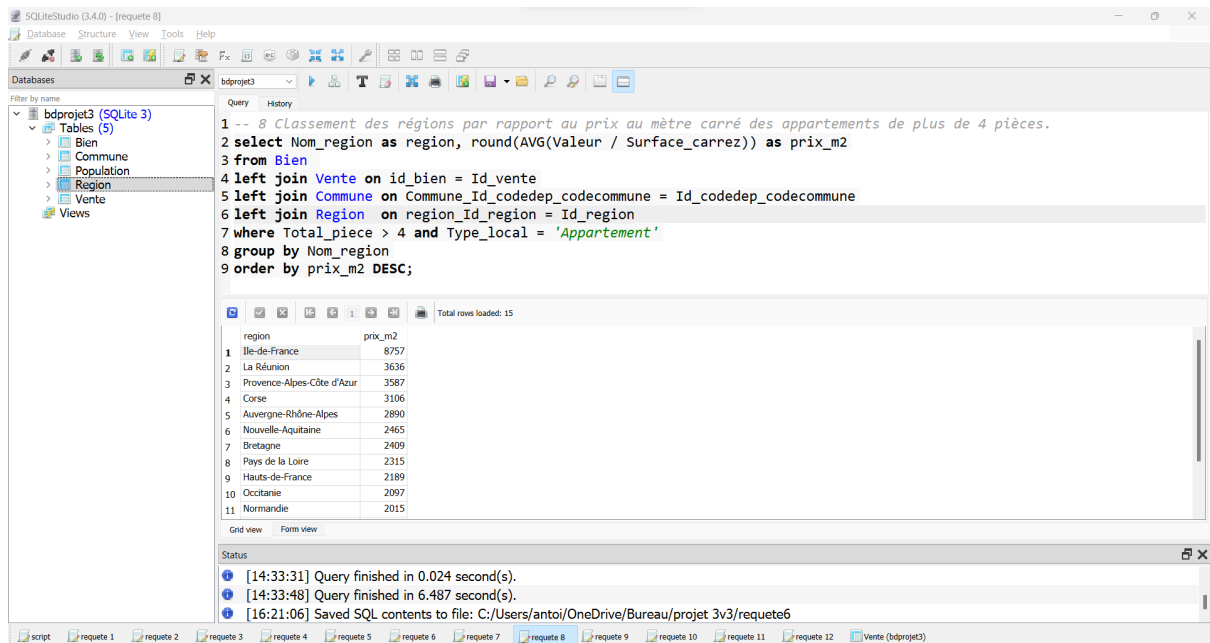 SQLiteStudio (3.4.0) - [requete 8]
Database Structure View Tools Help
Databases
bdprojet3
Filter by name
Query History
bdprojet3 (SQLite 3)
Tables (5)
Bien
Commune
Population
Region
Vente
Views
1 -- 8 Classement des régions par rapport au prix au mètre carré des appartements de plus de 4 pièces.
2 select Nom_region as region, round(AVG(Valeur / Surface_carrez)) as prix_m2
3 from Bien
4 left join Vente on id_bien = Id_vente
5 left join Commune on Commune_Id_codedep_codecommune = Id_codedep_codecommune
6 left join Region  on region_Id_region = Id_region
7 where Total_piece > 4 and Type_local = 'Appartement'
8 group by Nom_region
9 order by prix_m2 DESC;
1 Total rows loaded: 15
region prix_m2
1 Ile-de-France 8757
2 La Réunion 3636
3 Provence-Alpes-Côte d'Azur 3587
4 Corse 3106
5 Auvergne-Rhône-Alpes 2890
6 Nouvelle-Aquitaine 2465
7 Bretagne 2409
8 Pays de la Loire 2315
9 Hauts-de-France 2189
10 Occitanie 2097
11 Normandie 2015
Grid view Form view
Status
[14:33:31] Query finished in 0.024 second(s).
[14:33:48] Query finished in 6.487 second(s).
[16:21:06] Saved SQL contents to file: C:/Users/antoi/OneDrive/Bureau/projet 3v3/requete6
script requete 1 requete 2 requete 3 requete 4 requete 5 requete 6 requete 7 requete 8 requete 9 requete 10 requete 11 requete 12 Vente (bdprojet3)